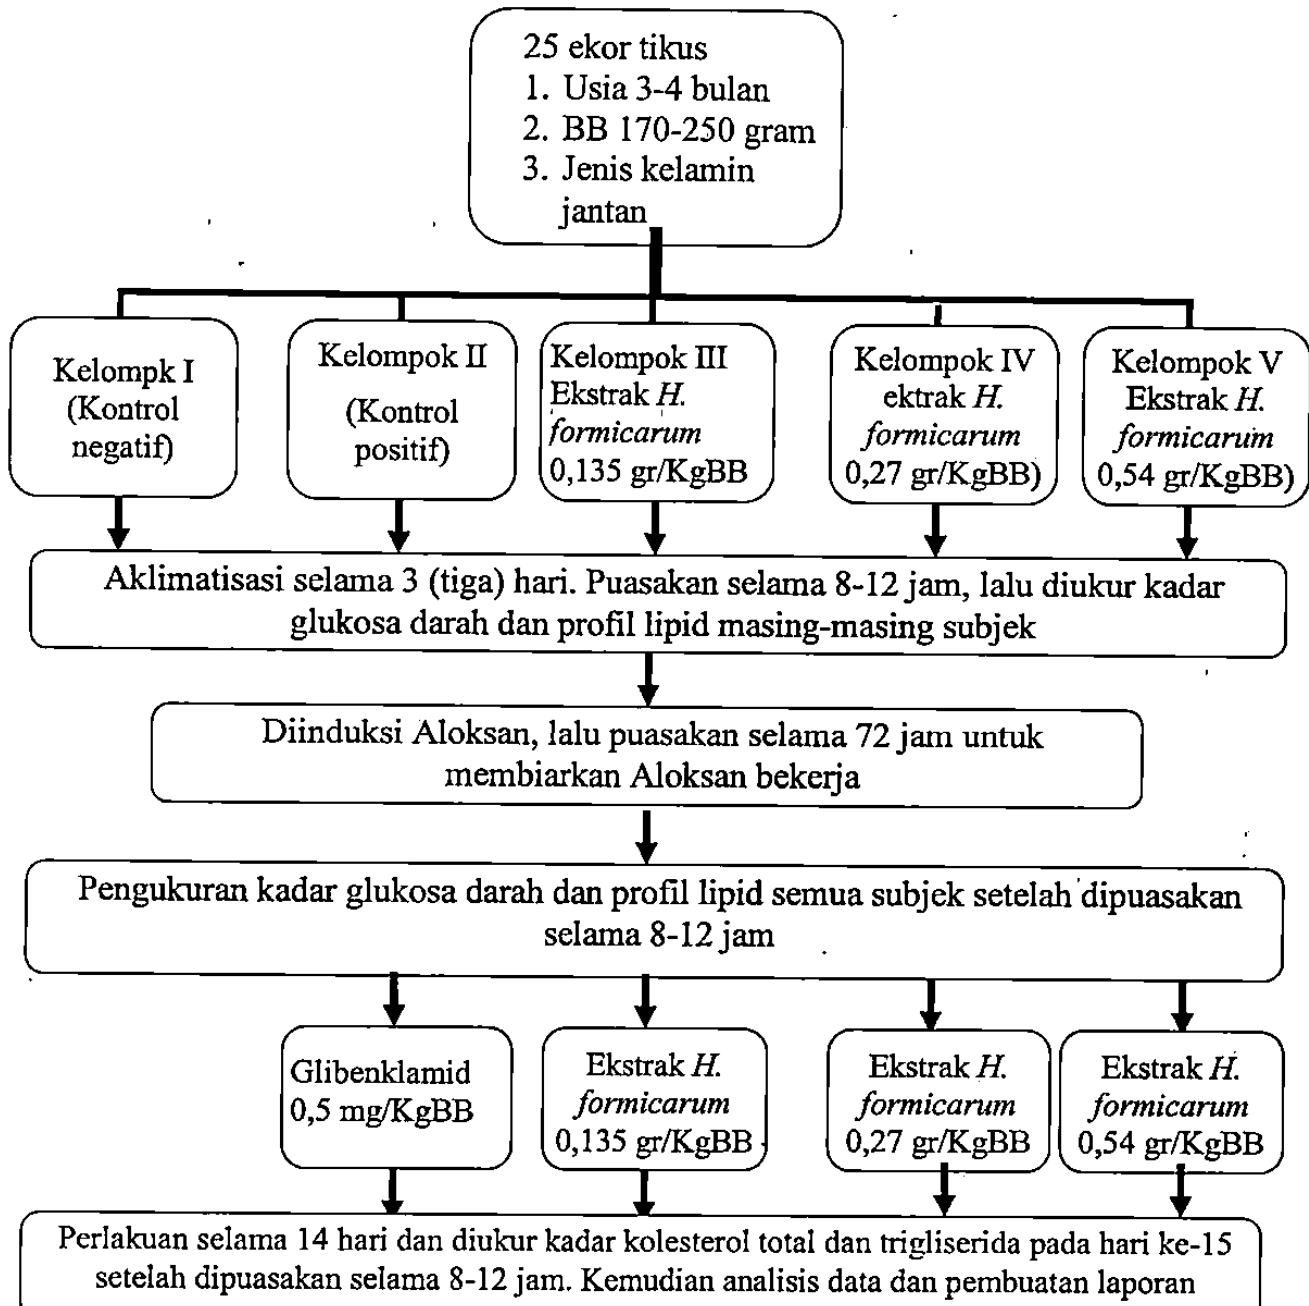 25 ekor tikus
1. Usia 3-4 bulan
2. BB 170-250 gram
3. Jenis kelamin
jantan
Kelompk I
(Kontrol
negatif)
Kelompok II
(Kontrol
positif)
Kelompok III
Ekstrak H.
formicarum
0,135 gr/KgBB
Kelompok IV
ektrak H.
formicarum
0,27 gr/KgBB)
Kelompok V
Ekstrak H.
formicarum
0,54 gr/KgBB)
Aklimatisasi selama 3 (tiga) hari. Puasakan selama 8-12 jam, lalu diukur kadar
glukosa darah dan profil lipid masing-masing subjek
Diinduksi Aloksan, lalu puasakan selama 72 jam untuk
membiarkan Aloksan bekerja
Pengukuran kadar glukosa darah dan profil lipid semua subjek setelah dipuasakan
selama 8-12 jam
Glibenklamid
0,5 mg/KgBB
Ekstrak H.
formicarum
0,135 gr/KgBB
Ekstrak H.
formicarum
0,27 gr/KgBB
Ekstrak H.
formicarum
0,54 gr/KgBB
Perlakuan selama 14 hari dan diukur kadar kolesterol total dan trigliserida pada hari ke-15
setelah dipuasakan selama 8-12 jam. Kemudian analisis data dan pembuatan laporan